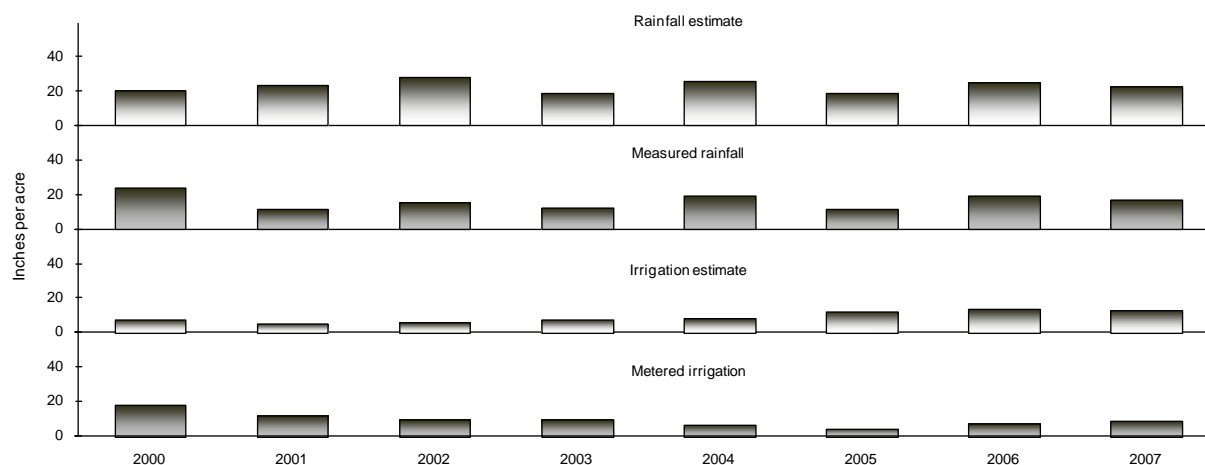 Rainfall estimate
40
20
0
Measured rainfall
40
20
0
Inches per acre
Irrigation estimate
40
20
0
Metered irrigation
40
20
0
2000 2001 2002 2003 2004 2005 2006 2007